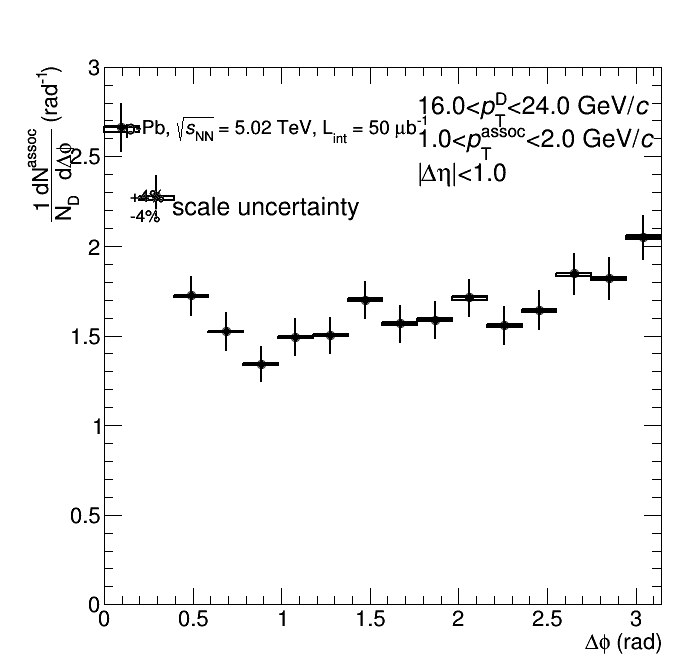 1 dN^assoc
N_D dΔϕ (rad⁻¹)
3
2.5
2
1.5
1
0.5
0
p-Pb, √s_NN = 5.02 TeV, L_int = 50 μb⁻¹
16.0<p_T^D<24.0 GeV/c
1.0<p_T^assoc<2.0 GeV/c
|Δη|<1.0
+4%
-4% scale uncertainty
0 0.5 1 1.5 2 2.5 3
Δϕ (rad)